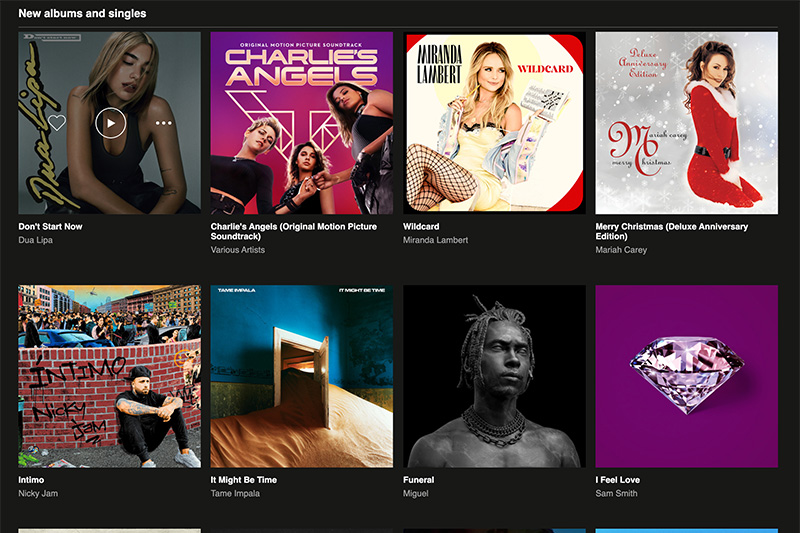 New albums and singles
Dua Lipa
ORIGINAL MOTION PICTURE SOUNDTRACK
CHARLIE'S
ANGELS
MIRANDA
LAMBERT
WILDCARD
Deluxe
Anniversary
Edition
Mariah carey
merry Christmas
Don't Start Now
Dua Lipa
Charlie's Angels (Original Motion Picture
Soundtrack)
Various Artists
Wildcard
Miranda Lambert
Merry Christmas (Deluxe Anniversary
Edition)
Mariah Carey
ÍNTIMO
NICKY
JAM
TAME IMPALA
IT MIGHT BE TIME
Intimo
Nicky Jam
It Might Be Time
Tame Impala
Funeral
Miguel
I Feel Love
Sam Smith